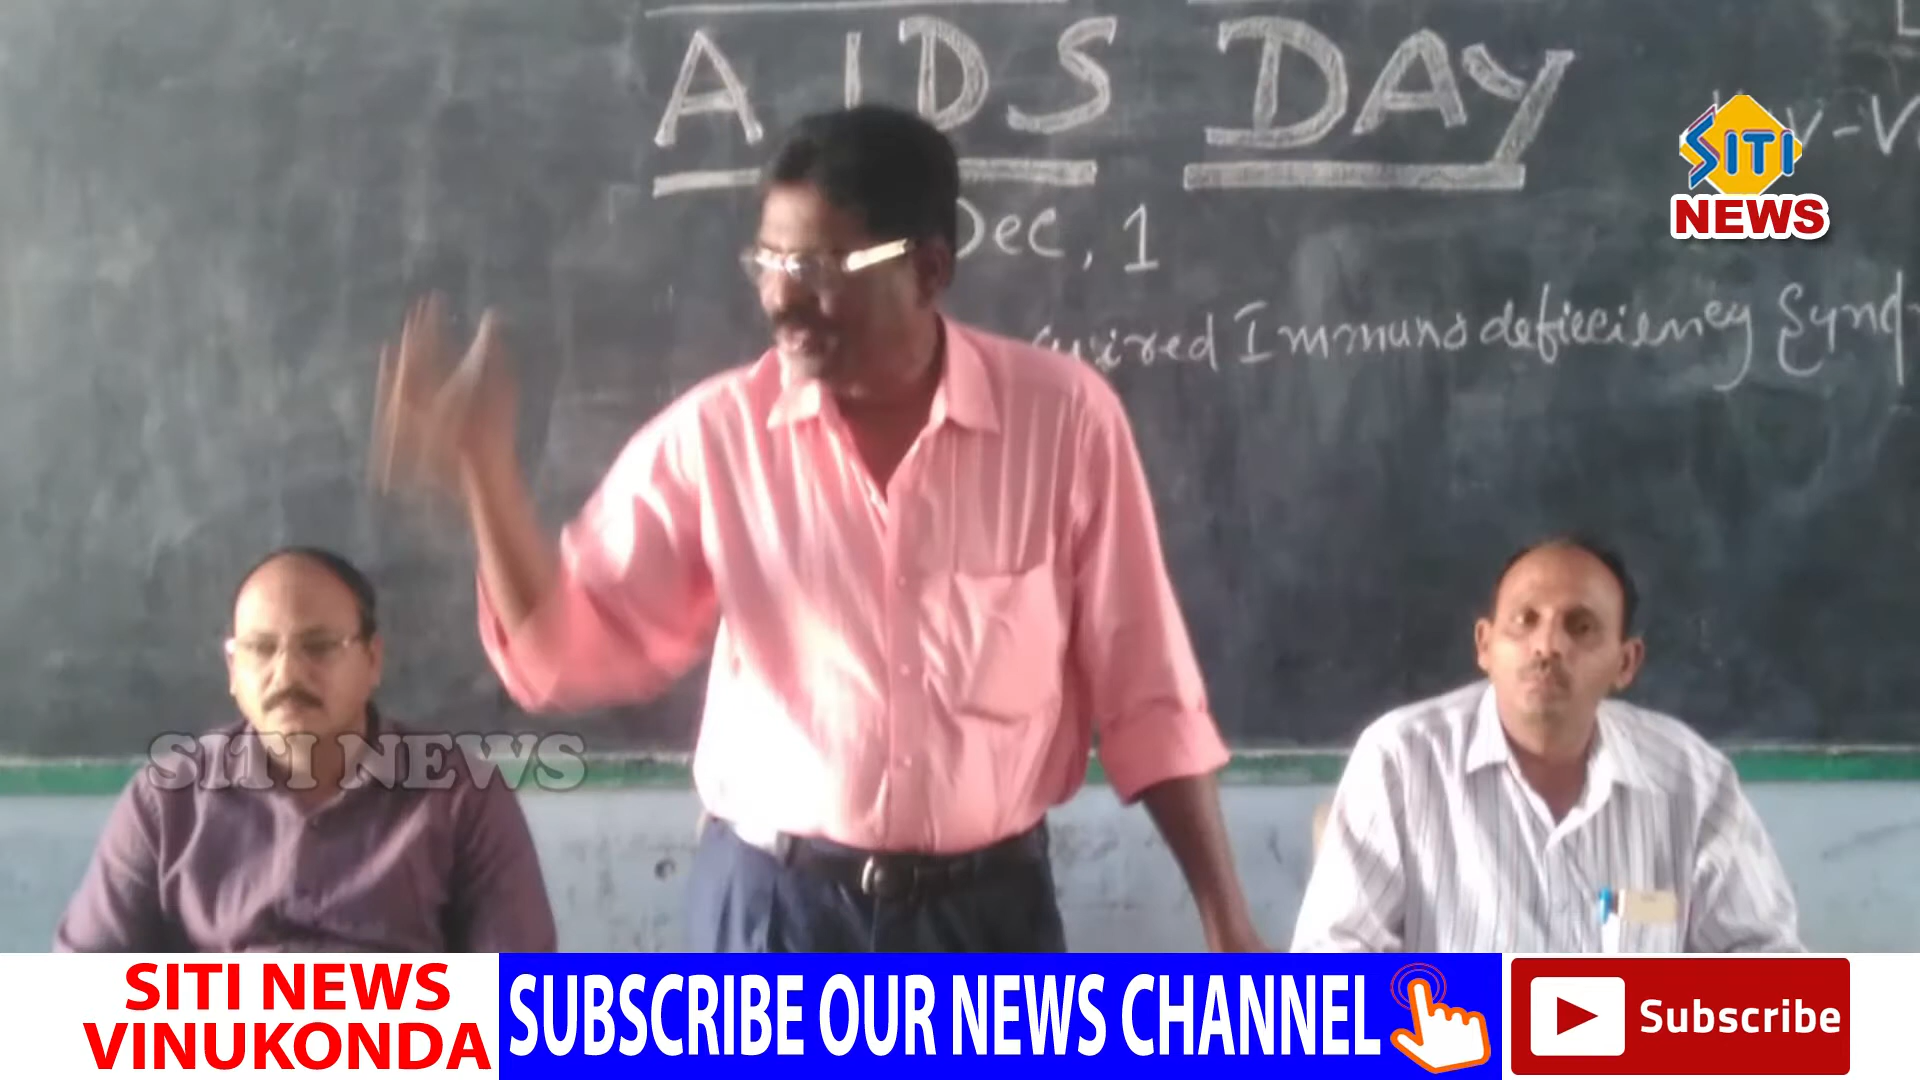 AIDS DAY
Dec, 1
Immuno deficiency
SITI
NEWS
SITI NEWS
SITI NEWS
VINUKONDA
SUBSCRIBE OUR NEWS CHANNEL
Subscribe